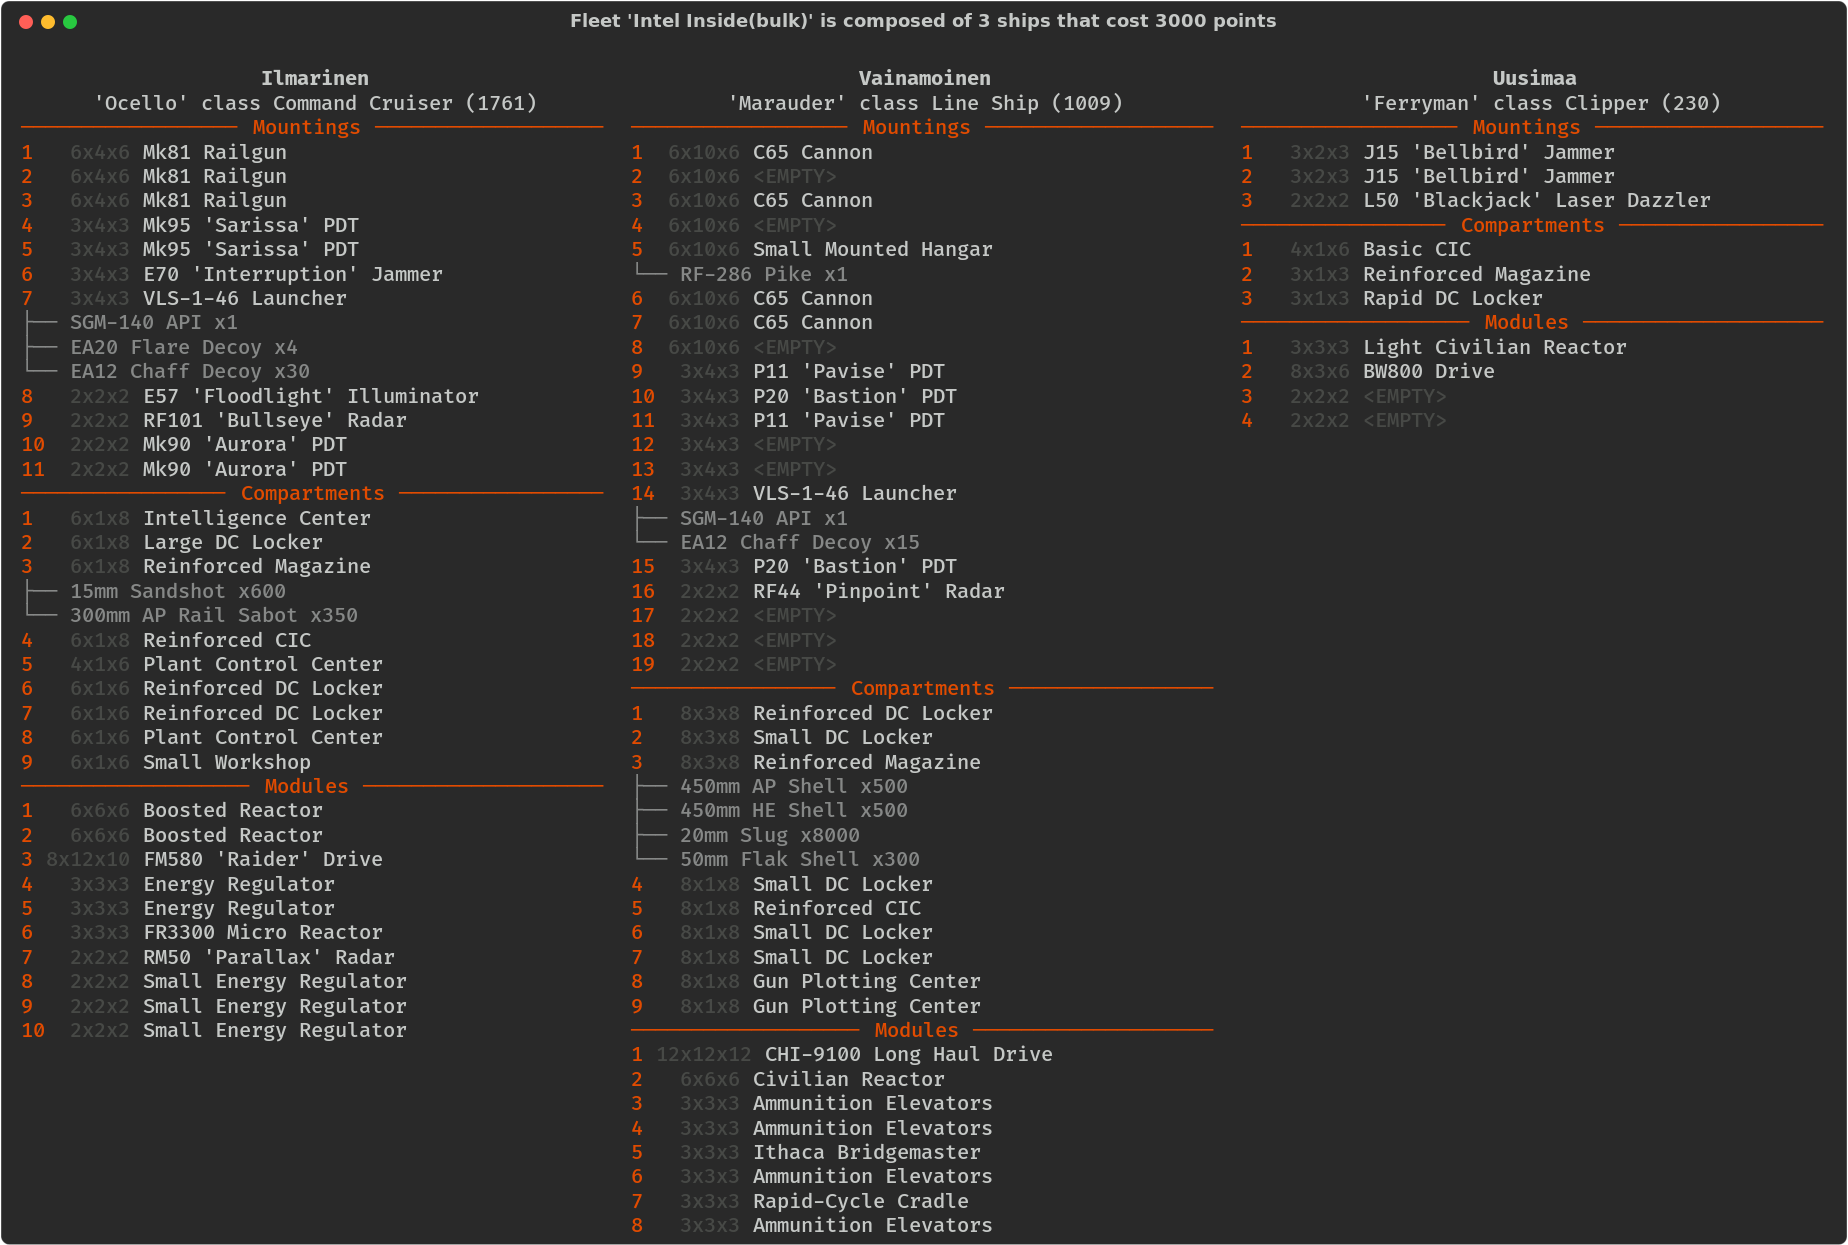 Fleet 'Intel Inside(bulk)' is composed of 3 ships that cost 3000 points
Ilmarinen
'Ocello' class Command Cruiser (1761)
Mountings
1 6x4x6 Mk81 Railgun
2 6x4x6 Mk81 Railgun
3 6x4x6 Mk81 Railgun
4 3x4x3 Mk95 'Sarissa' PDT
5 3x4x3 Mk95 'Sarissa' PDT
6 3x4x3 E70 'Interruption' Jammer
7 3x4x3 VLS-1-46 Launcher
├── SGM-140 API x1
├── EA20 Flare Decoy x4
└── EA12 Chaff Decoy x30
8 2x2x2 E57 'Floodlight' Illuminator
9 2x2x2 RF101 'Bullseye' Radar
10 2x2x2 Mk90 'Aurora' PDT
11 2x2x2 Mk90 'Aurora' PDT
Compartments
1 6x1x8 Intelligence Center
2 6x1x8 Large DC Locker
3 6x1x8 Reinforced Magazine
├── 15mm Sandshot x600
└── 300mm AP Rail Sabot x350
4 6x1x8 Reinforced CIC
5 4x1x6 Plant Control Center
6 6x1x6 Reinforced DC Locker
7 6x1x6 Reinforced DC Locker
8 6x1x6 Plant Control Center
9 6x1x6 Small Workshop
Modules
1 6x6x6 Boosted Reactor
2 6x6x6 Boosted Reactor
3 8x12x10 FM580 'Raider' Drive
4 3x3x3 Energy Regulator
5 3x3x3 Energy Regulator
6 3x3x3 FR3300 Micro Reactor
7 2x2x2 RM50 'Parallax' Radar
8 2x2x2 Small Energy Regulator
9 2x2x2 Small Energy Regulator
10 2x2x2 Small Energy Regulator
Vainamoinen
'Marauder' class Line Ship (1009)
Mountings
1 6x10x6 C65 Cannon
2 6x10x6 <EMPTY>
3 6x10x6 C65 Cannon
4 6x10x6 <EMPTY>
5 6x10x6 Small Mounted Hangar
└── RF-286 Pike x1
6 6x10x6 C65 Cannon
7 6x10x6 C65 Cannon
8 6x10x6 <EMPTY>
9 3x4x3 P11 'Pavise' PDT
10 3x4x3 P20 'Bastion' PDT
11 3x4x3 P11 'Pavise' PDT
12 3x4x3 <EMPTY>
13 3x4x3 <EMPTY>
14 3x4x3 VLS-1-46 Launcher
├── SGM-140 API x1
└── EA12 Chaff Decoy x15
15 3x4x3 P20 'Bastion' PDT
16 2x2x2 RF44 'Pinpoint' Radar
17 2x2x2 <EMPTY>
18 2x2x2 <EMPTY>
19 2x2x2 <EMPTY>
Compartments
1 8x3x8 Reinforced DC Locker
2 8x3x8 Small DC Locker
3 8x3x8 Reinforced Magazine
├── 450mm AP Shell x500
├── 450mm HE Shell x500
├── 20mm Slug x8000
└── 50mm Flak Shell x300
4 8x1x8 Small DC Locker
5 8x1x8 Reinforced CIC
6 8x1x8 Small DC Locker
7 8x1x8 Small DC Locker
8 8x1x8 Gun Plotting Center
9 8x1x8 Gun Plotting Center
Modules
1 12x12x12 CHI-9100 Long Haul Drive
2 6x6x6 Civilian Reactor
3 3x3x3 Ammunition Elevators
4 3x3x3 Ammunition Elevators
5 3x3x3 Ithaca Bridgemaster
6 3x3x3 Ammunition Elevators
7 3x3x3 Rapid-Cycle Cradle
8 3x3x3 Ammunition Elevators
Uusimaa
'Ferryman' class Clipper (230)
Mountings
1 3x2x3 J15 'Bellbird' Jammer
2 3x2x3 J15 'Bellbird' Jammer
3 2x2x2 L50 'Blackjack' Laser Dazzler
Compartments
1 4x1x6 Basic CIC
2 3x1x3 Reinforced Magazine
3 3x1x3 Rapid DC Locker
Modules
1 3x3x3 Light Civilian Reactor
2 8x3x6 BW800 Drive
3 2x2x2 <EMPTY>
4 2x2x2 <EMPTY>